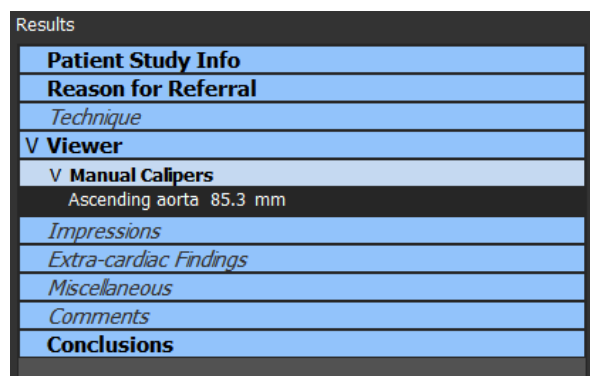 Results
Patient Study Info
Reason for Referral
Technique
V Viewer
V Manual Calipers
Ascending aorta 85.3 mm
Impressions
Extra-cardiac Findings
Miscellaneous
Comments
Conclusions